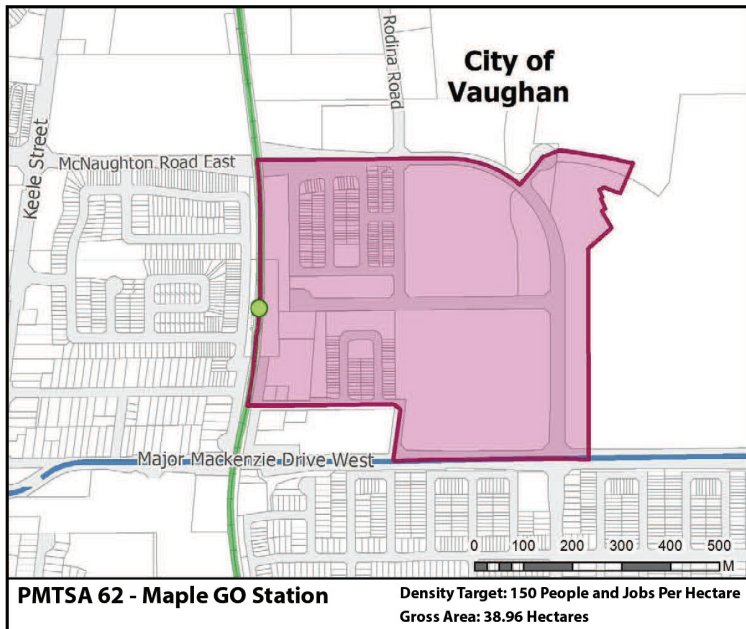 City of
Vaughan
Rodina Road
McNaughton Road East
Keele Street
Major Mackenzie Drive West
0 100 200 300 400 500
M
PMTSA 62 - Maple GO Station
Density Target: 150 People and Jobs Per Hectare
Gross Area: 38.96 Hectares